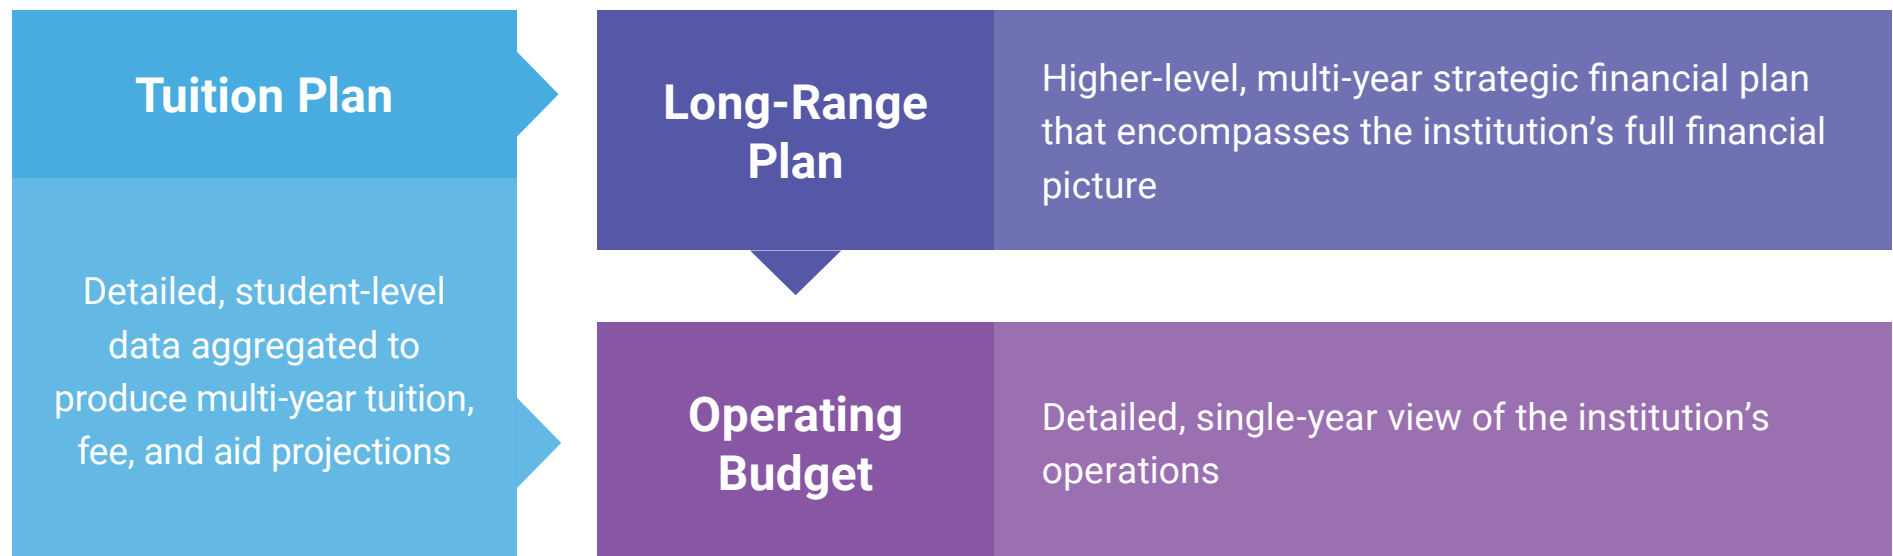 Tuition Plan
Detailed, student-level
data aggregated to
produce multi-year tuition,
fee, and aid projections
Long-Range
Plan
Higher-level, multi-year strategic financial plan
that encompasses the institution’s full financial
picture
Operating
Budget
Detailed, single-year view of the institution’s
operations